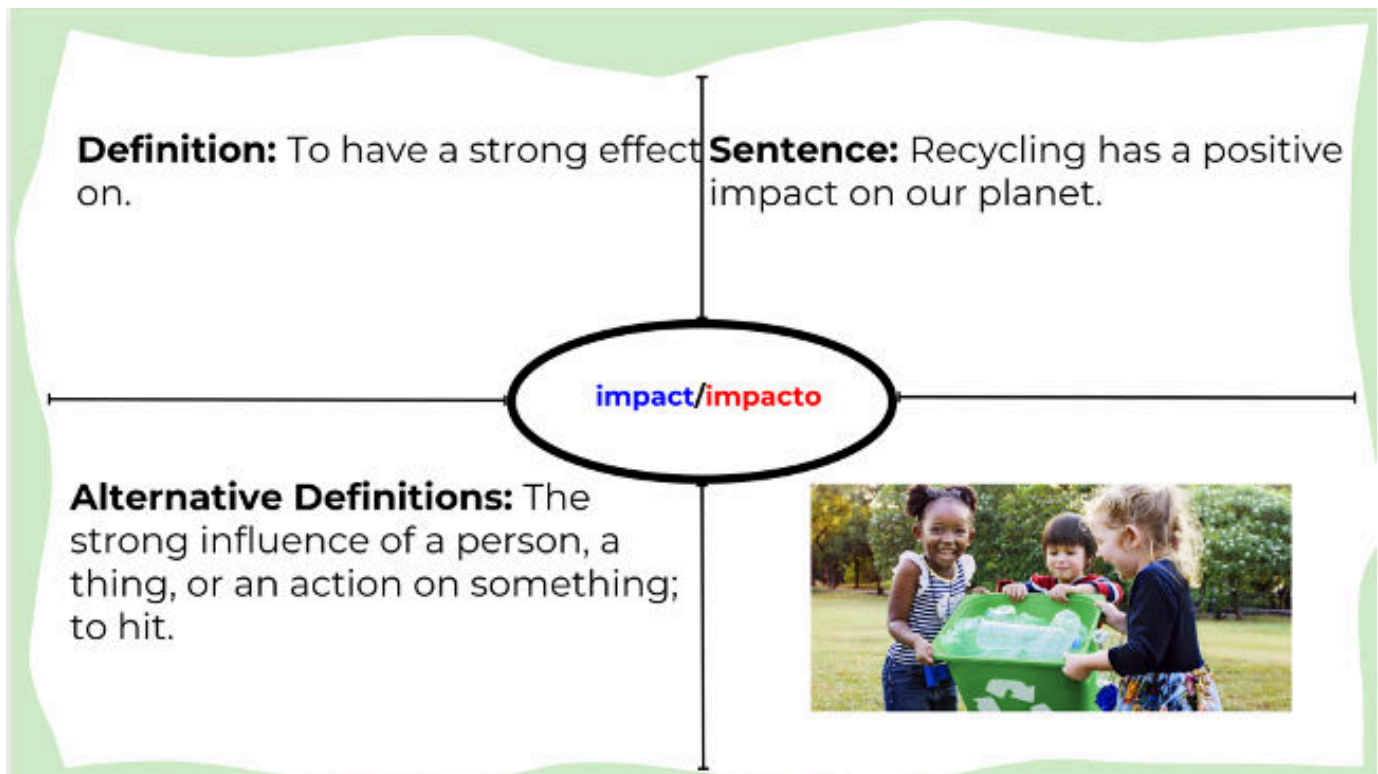 Definition: To have a strong effect
on.
Sentence: Recycling has a positive
impact on our planet.
impact/impacto
Alternative Definitions: The
strong influence of a person, a
thing, or an action on something;
to hit.